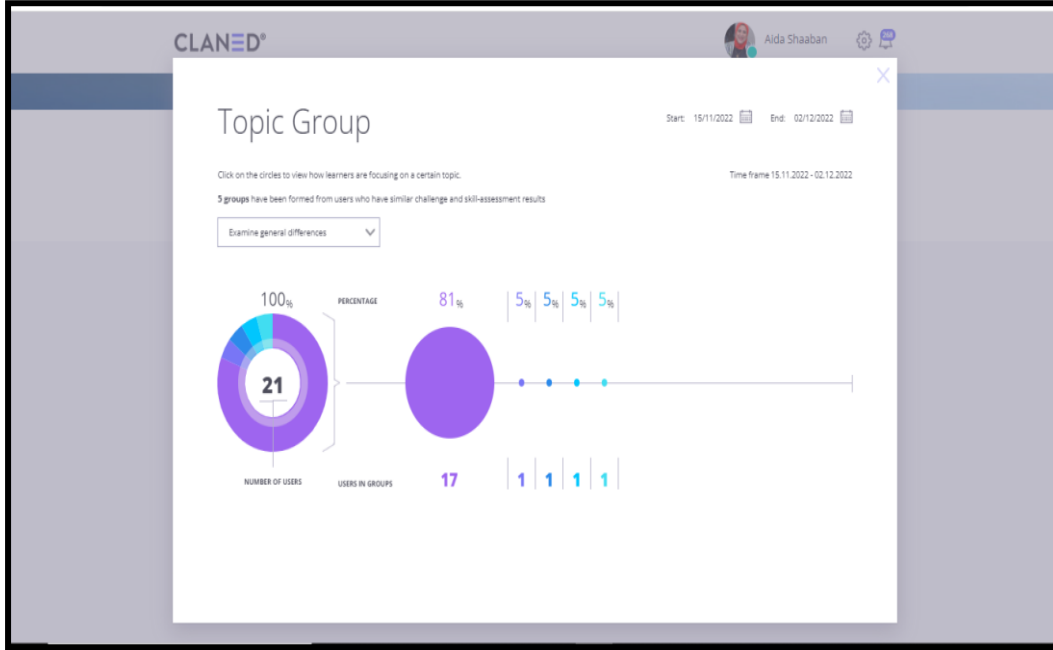 CLANED®
Aida Shaaban
268
X
Topic Group
Start: 15/11/2022 End: 02/12/2022
Click on the circles to view how learners are focusing on a certain topic.
Time frame 15.11.2022 - 02.12.2022
5 groups have been formed from users who have similar challenge and skill-assessment results
Examine general differences
100% PERCENTAGE 81% 5% 5% 5% 5%
21
NUMBER OF USERS USERS IN GROUPS 17 1 1 1 1